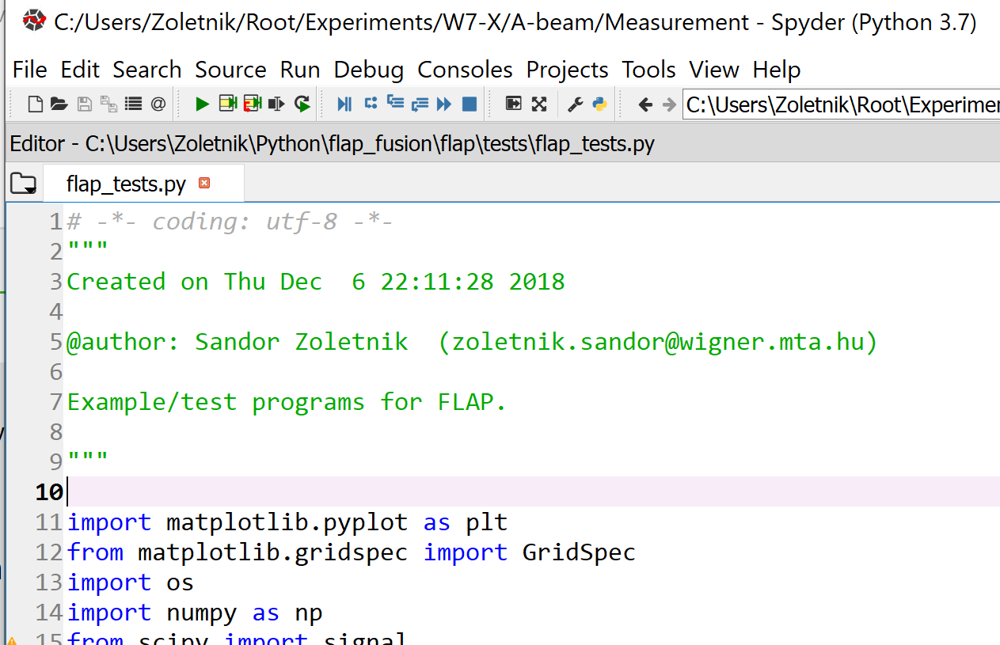 C:/Users/Zoletnik/Root/Experiments/W7-X/A-beam/Measurement - Spyder (Python 3.7)
File Edit Search Source Run Debug Consoles Projects Tools View Help
C:\Users\Zoletnik\Root\Experimen
Editor - C:\Users\Zoletnik\Python\flap_fusion\flap\tests\flap_tests.py
flap_tests.py
1 # -*- coding: utf-8 -*-
2 """
3 Created on Thu Dec  6 22:11:28 2018
4
5 @author: Sandor Zoletnik  (zoletnik.sandor@wigner.mta.hu)
6
7 Example/test programs for FLAP.
8
9 """
10
11 import matplotlib.pyplot as plt
12 from matplotlib.gridspec import GridSpec
13 import os
14 import numpy as np
15 from scipy import signal